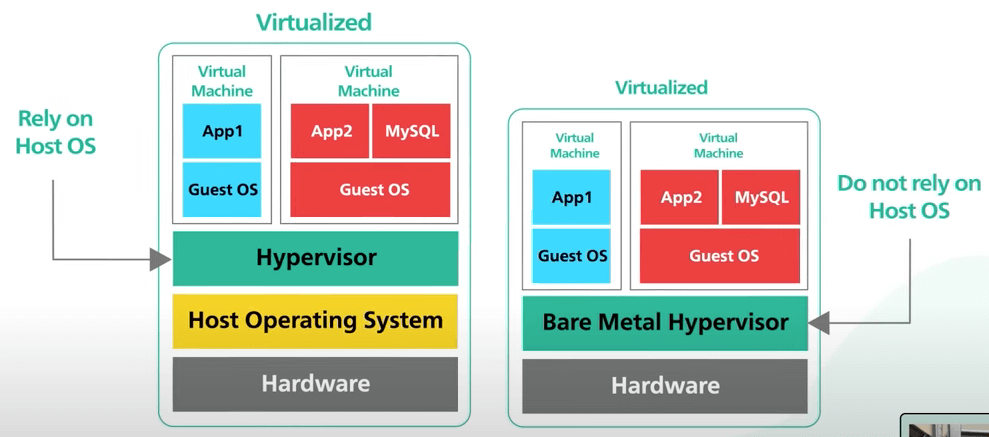 Virtualized
Rely on
Host OS
Virtual
Machine
App1
Guest OS
Virtual
Machine
App2 MySQL
Guest OS
Hypervisor
Host Operating System
Hardware
Virtualized
Virtual
Machine
App1
Guest OS
Virtual
Machine
App2 MySQL
Guest OS
Bare Metal Hypervisor
Hardware
Do not rely on
Host OS